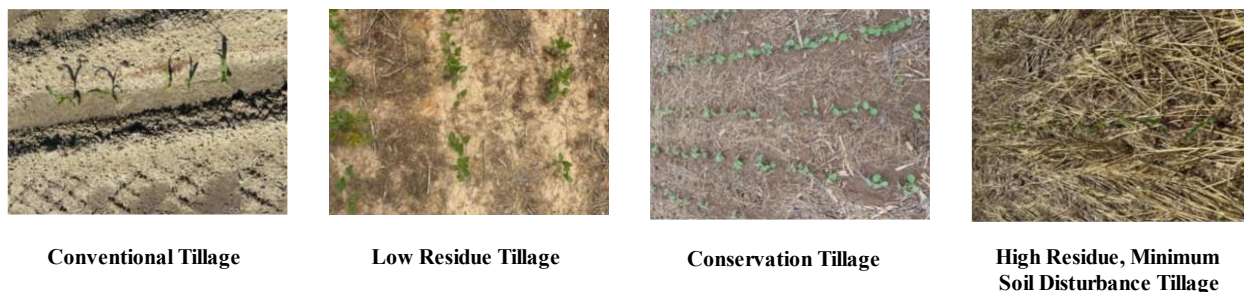 Conventional Tillage
Low Residue Tillage
Conservation Tillage
High Residue, Minimum
Soil Disturbance Tillage